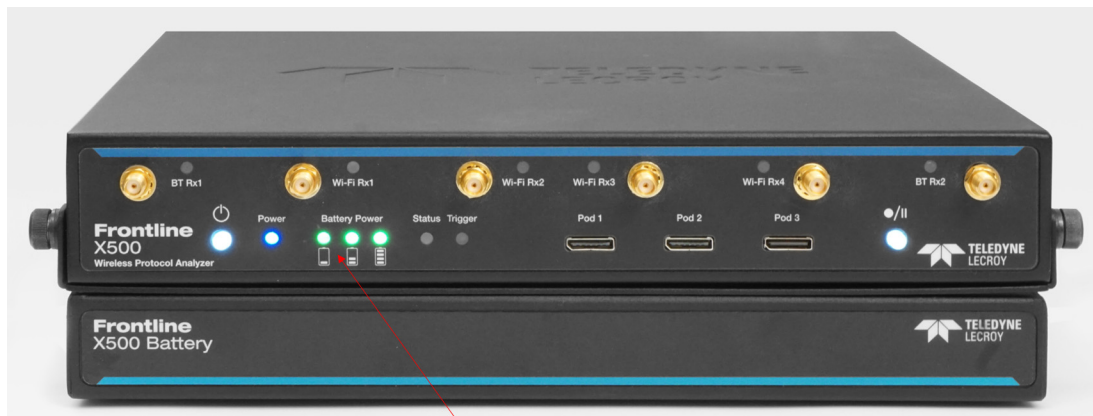 TELEDYNE
LECROY
BT Rx1
Wi-Fi Rx1
Wi-Fi Rx2
Wi-Fi Rx3
Wi-Fi Rx4
BT Rx2
Frontline
X500
Wireless Protocol Analyzer
Power
Battery Power
Status
Trigger
Pod 1
Pod 2
Pod 3
TELEDYNE
LECROY
Frontline
X500 Battery
TELEDYNE
LECROY